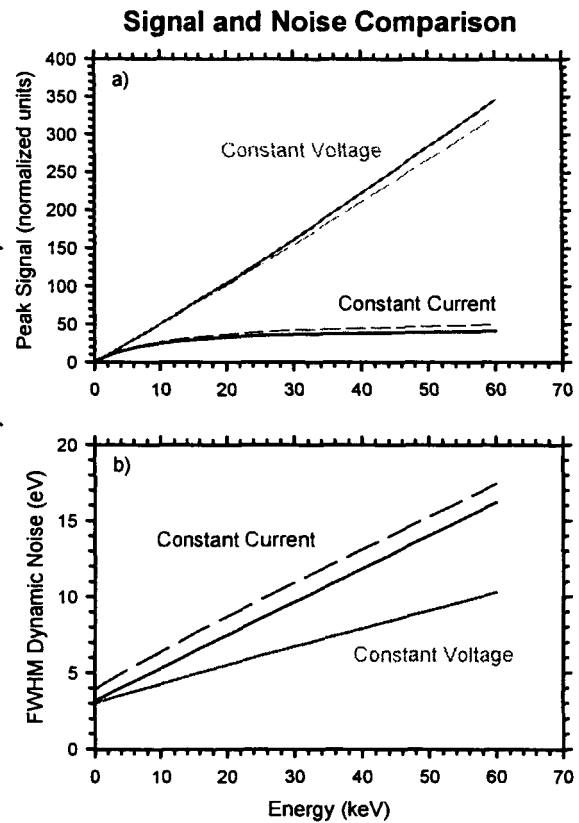 Signal and Noise Comparison
Peak Signal (normalized units)
400
350
300
250
200
150
100
50
0
a)
Constant Voltage
Constant Current
0 10 20 30 40 50 60 70
FWHM Dynamic Noise (eV)
20
15
10
5
0
b)
Constant Current
Constant Voltage
0 10 20 30 40 50 60 70
Energy (keV)